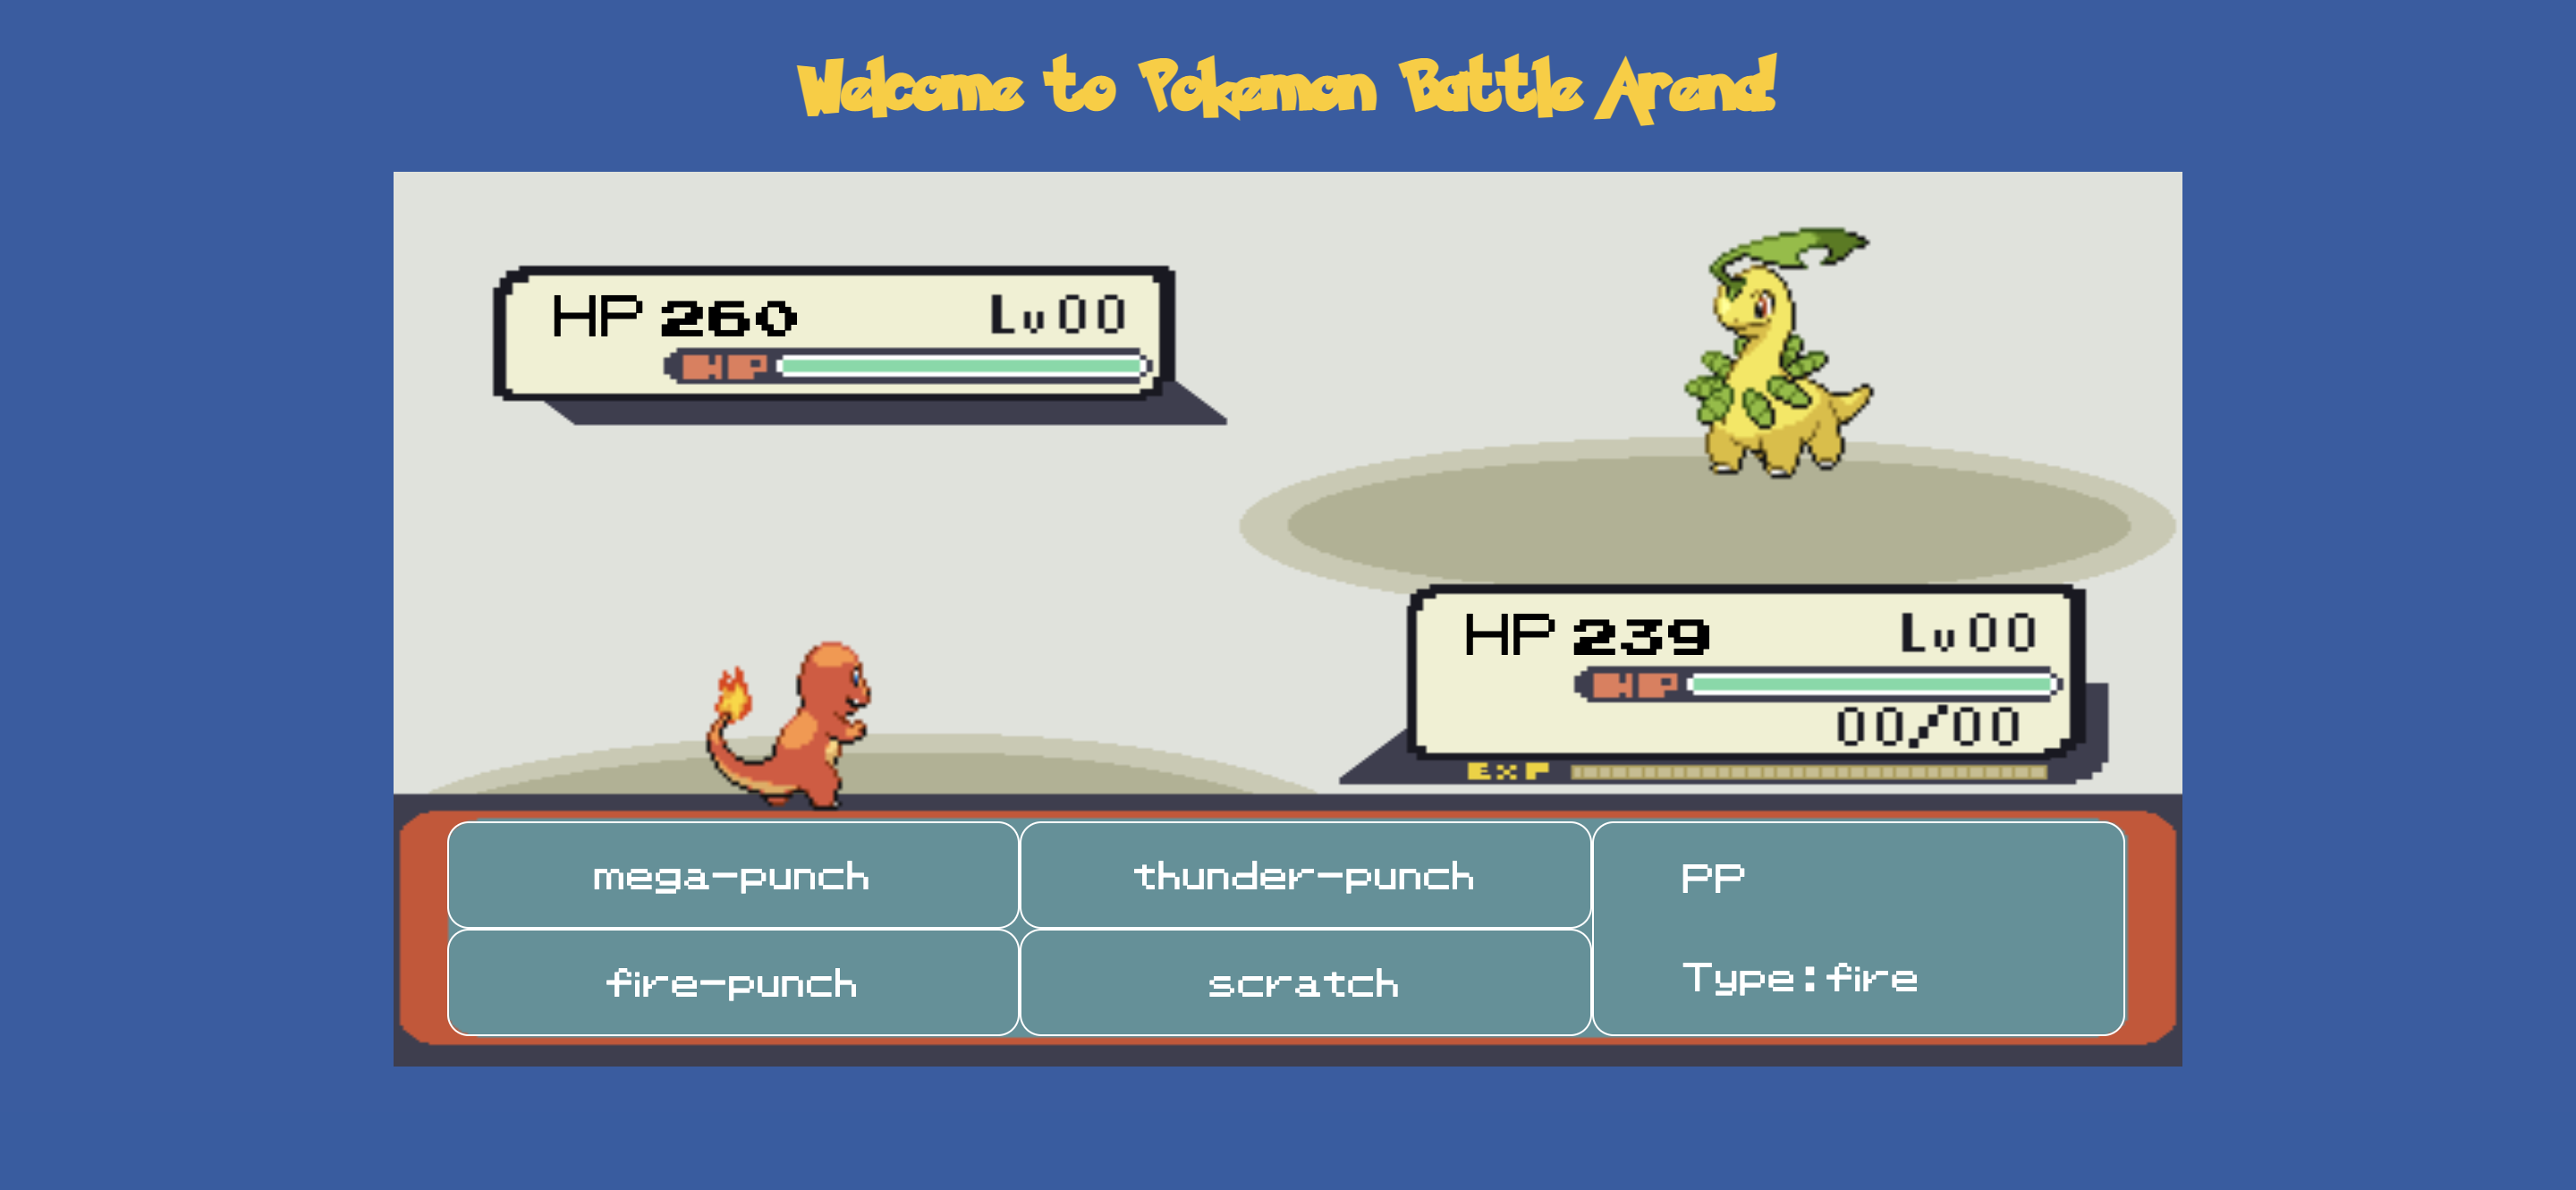 Welcome to Pokemon Battle Arena!
HP 260 Lv00
HP
HP 239 Lv00
HP
00/00
EXP
mega-punch thunder-punch PP
fire-punch scratch Type:fire